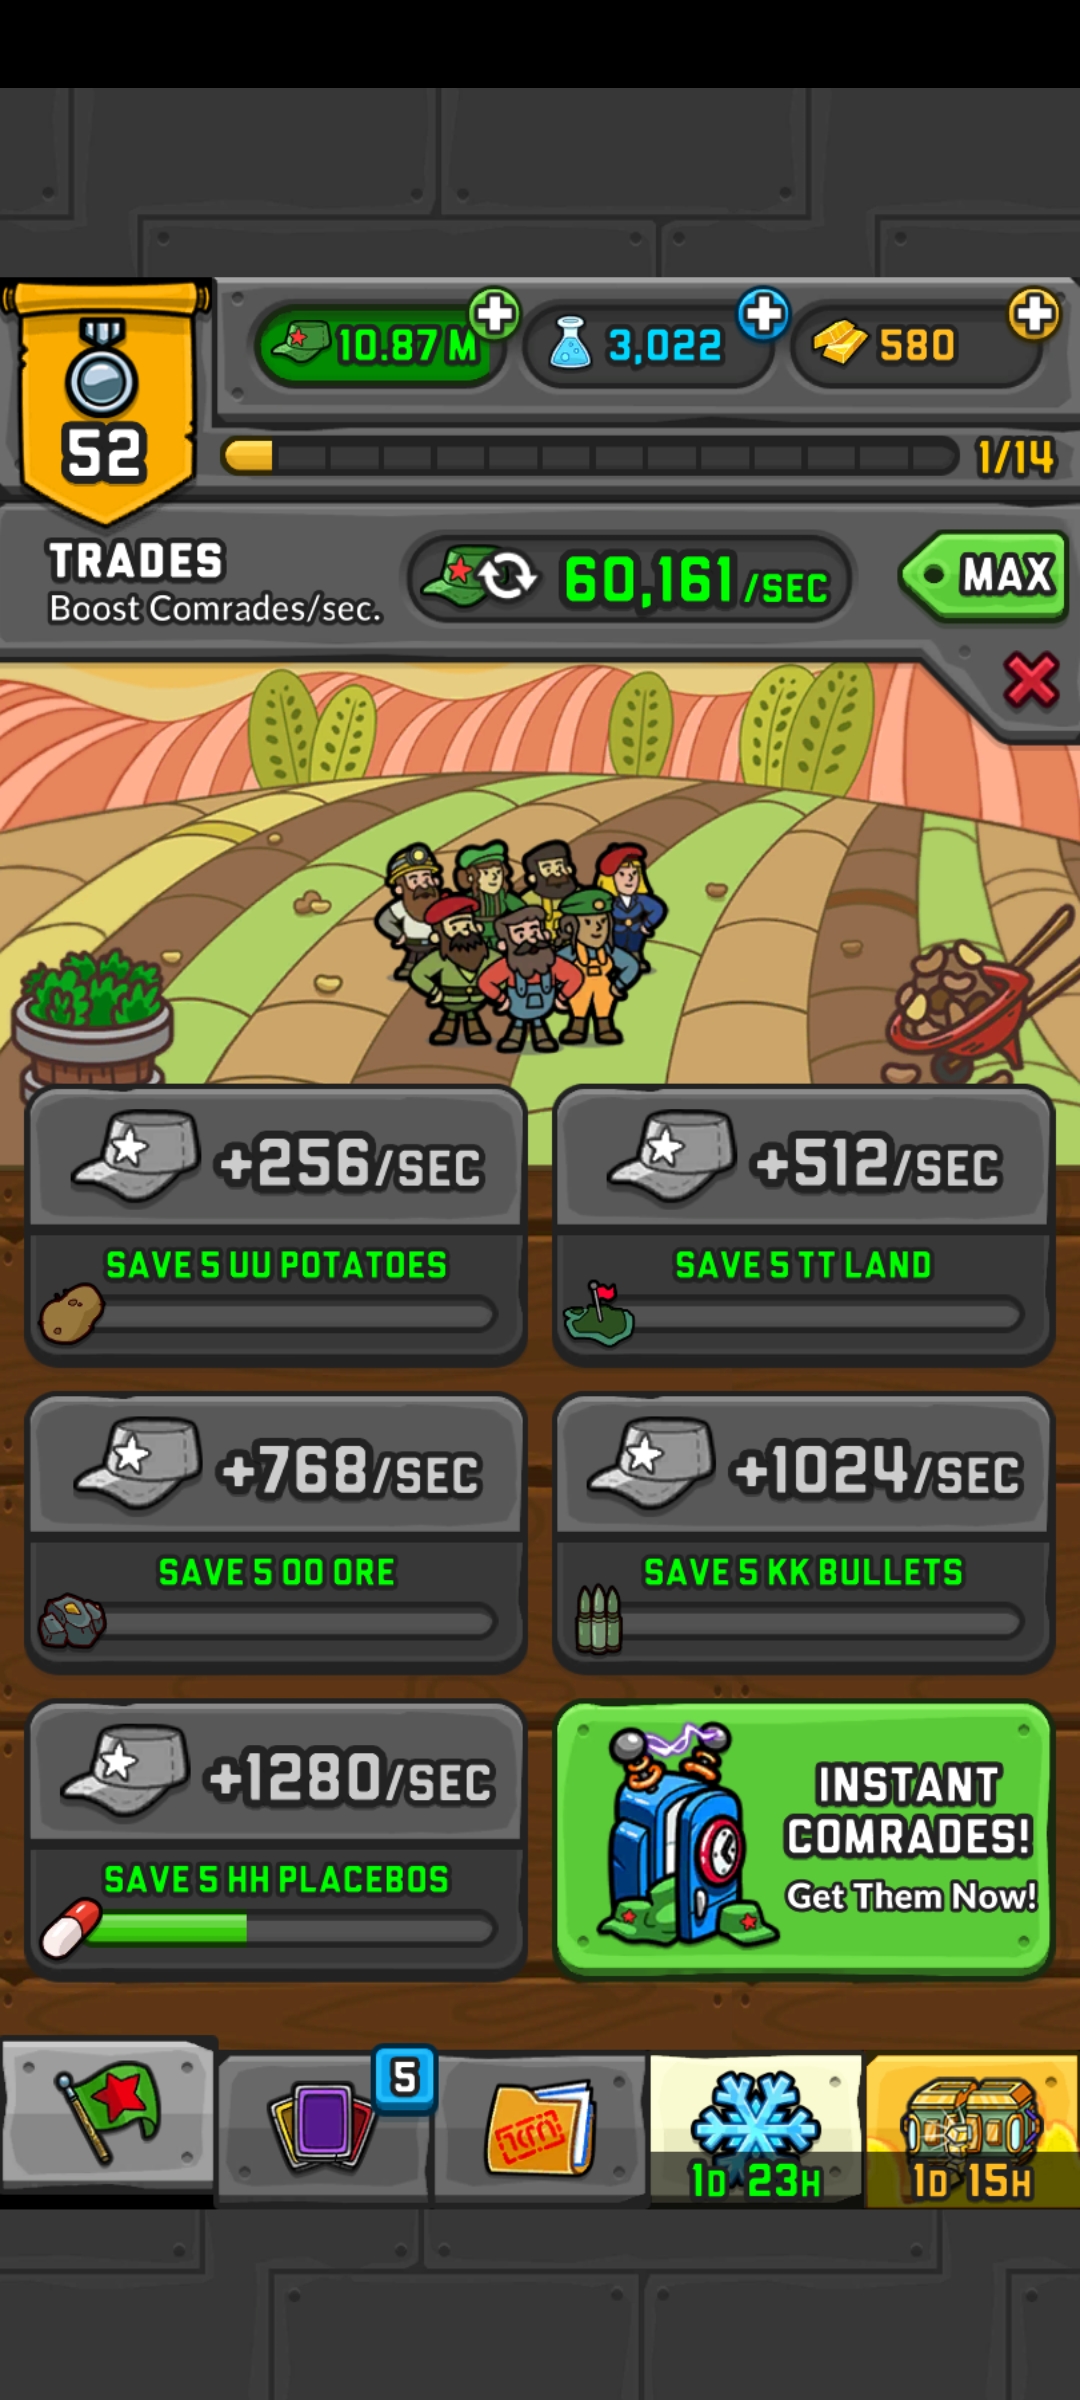 10.87 M
3,022
580
52
1/14
TRADES
Boost Comrades/sec.
60,161/SEC
MAX
+256/SEC
SAVE 5 UU POTATOES
+512/SEC
SAVE 5 TT LAND
+768/SEC
SAVE 5 OO ORE
+1024/SEC
SAVE 5 KK BULLETS
+1280/SEC
SAVE 5 HH PLACEBOS
INSTANT
COMRADES!
Get Them Now!
5
1D 23H
1D 15H